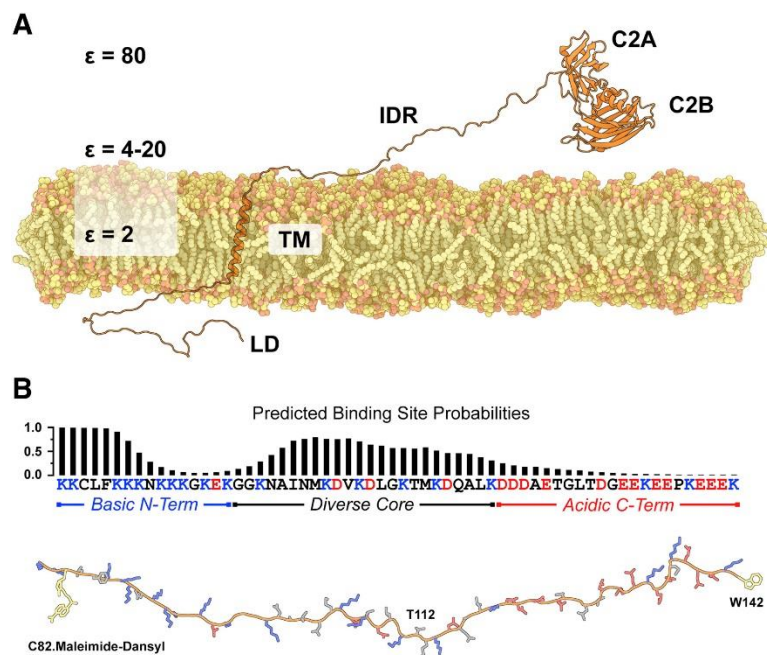 A
ε = 80
C2A
IDR
C2B
ε = 4-20
ε = 2
TM
LD
B
Predicted Binding Site Probabilities
1.0
0.5
0.0
KKCLFKKKNKKKGKEKGGKNAINMKDVKDLGKTMKDQALKDDDAETGLTDGEEKEEPKEEEK
Basic N-Term Diverse Core Acidic C-Term
T112
W142
C82.Maleimide-Dansyl